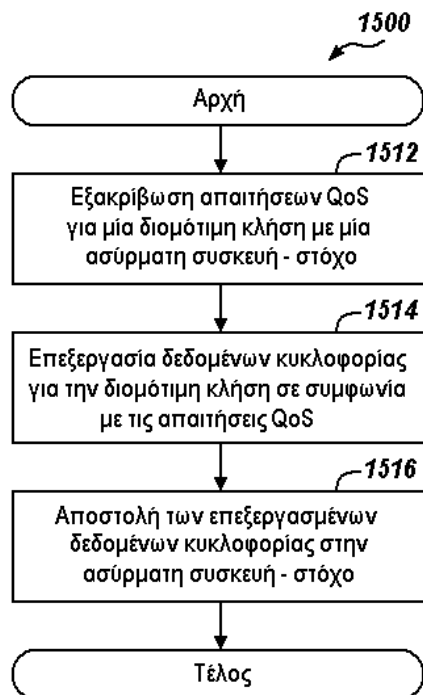 1500
Αρχή
1512
Εξακρίβωση απαιτήσεων QoS
για μία διομότιμη κλήση με μία
ασύρματη συσκευή - στόχο
1514
Επεξεργασία δεδομένων κυκλοφορίας
για την διομότιμη κλήση σε συμφωνία
με τις απαιτήσεις QoS
1516
Αποστολή των επεξεργασμένων
δεδομένων κυκλοφορίας στην
ασύρματη συσκευή - στόχο
Τέλος